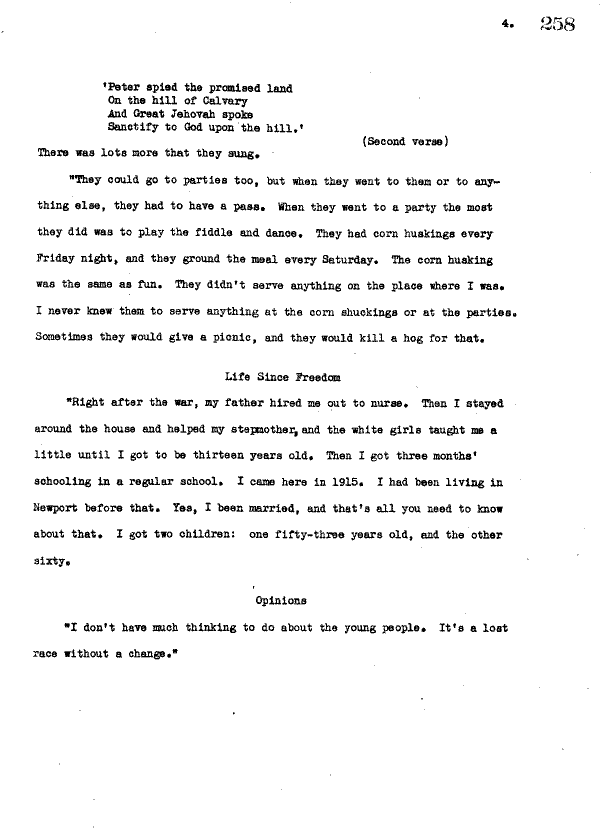 4. 258
'Peter spied the promised land
On the hill of Calvary
And Great Jehovah spoke
Sanctify to God upon the hill.'
(Second verse)
There was lots more that they sung.
"They could go to parties too, but when they went to them or to any-
thing else, they had to have a pass. When they went to a party the most
they did was to play the fiddle and dance. They had corn huskings every
Friday night, and they ground the meal every Saturday. The corn husking
was the same as fun. They didn't serve anything on the place where I was.
I never knew them to serve anything at the corn shuckings or at the parties.
Sometimes they would give a picnic, and they would kill a hog for that.
Life Since Freedom
"Right after the war, my father hired me out to nurse. Then I stayed
around the house and helped my stepmother, and the white girls taught me a
little until I got to be thirteen years old. Then I got three months'
schooling in a regular school. I came here in 1915. I had been living in
Newport before that. Yes, I been married, and that's all you need to know
about that. I got two children: one fifty-three years old, and the other
sixty.
Opinions
"I don't have much thinking to do about the young people. It's a lost
race without a change."